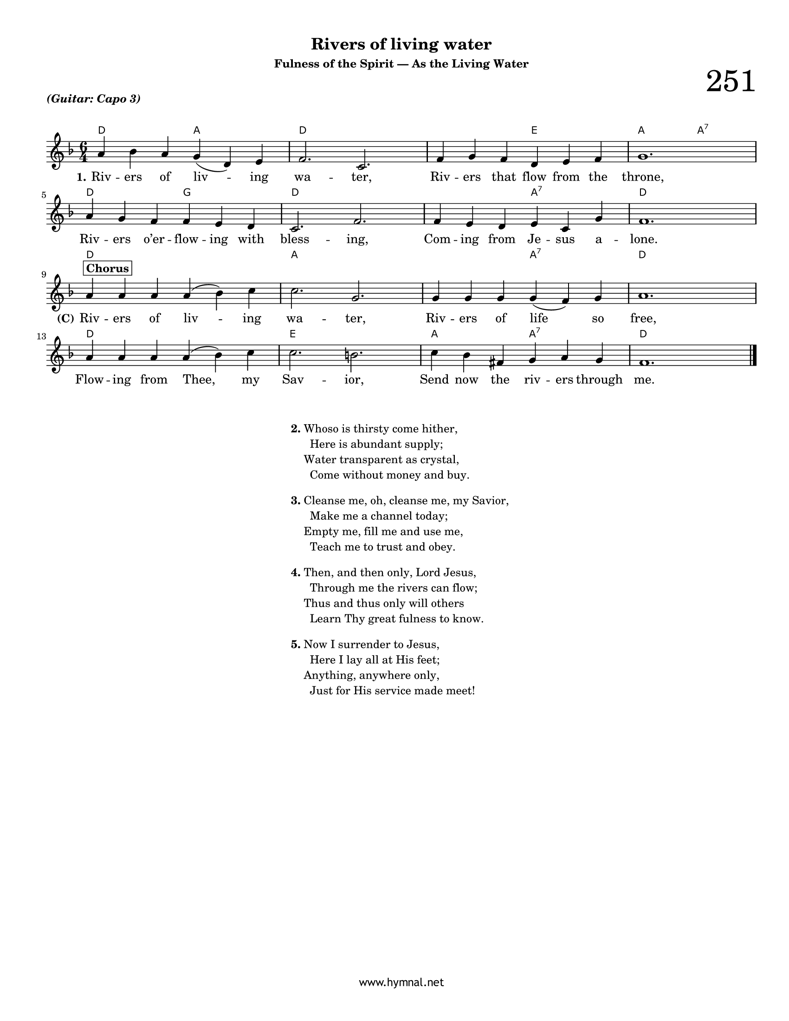 Rivers of living water
Fulness of the Spirit — As the Living Water
251
(Guitar: Capo 3)
D A D E A A7
6
4
1. Riv - ers of liv - ing wa - ter, Riv - ers that flow from the throne,
D G D A7 D
5
Riv - ers o'er - flow - ing with bless - ing, Com - ing from Je - sus a - lone.
D A A7 D
Chorus
9
(C) Riv - ers of liv - ing wa - ter, Riv - ers of life so free,
D E A A7 D
13
Flow - ing from Thee, my Sav - ior, Send now the riv - ers through me.
2. Whoso is thirsty come hither,
Here is abundant supply;
Water transparent as crystal,
Come without money and buy.
3. Cleanse me, oh, cleanse me, my Savior,
Make me a channel today;
Empty me, fill me and use me,
Teach me to trust and obey.
4. Then, and then only, Lord Jesus,
Through me the rivers can flow;
Thus and thus only will others
Learn Thy great fulness to know.
5. Now I surrender to Jesus,
Here I lay all at His feet;
Anything, anywhere only,
Just for His service made meet!
www.hymnal.net